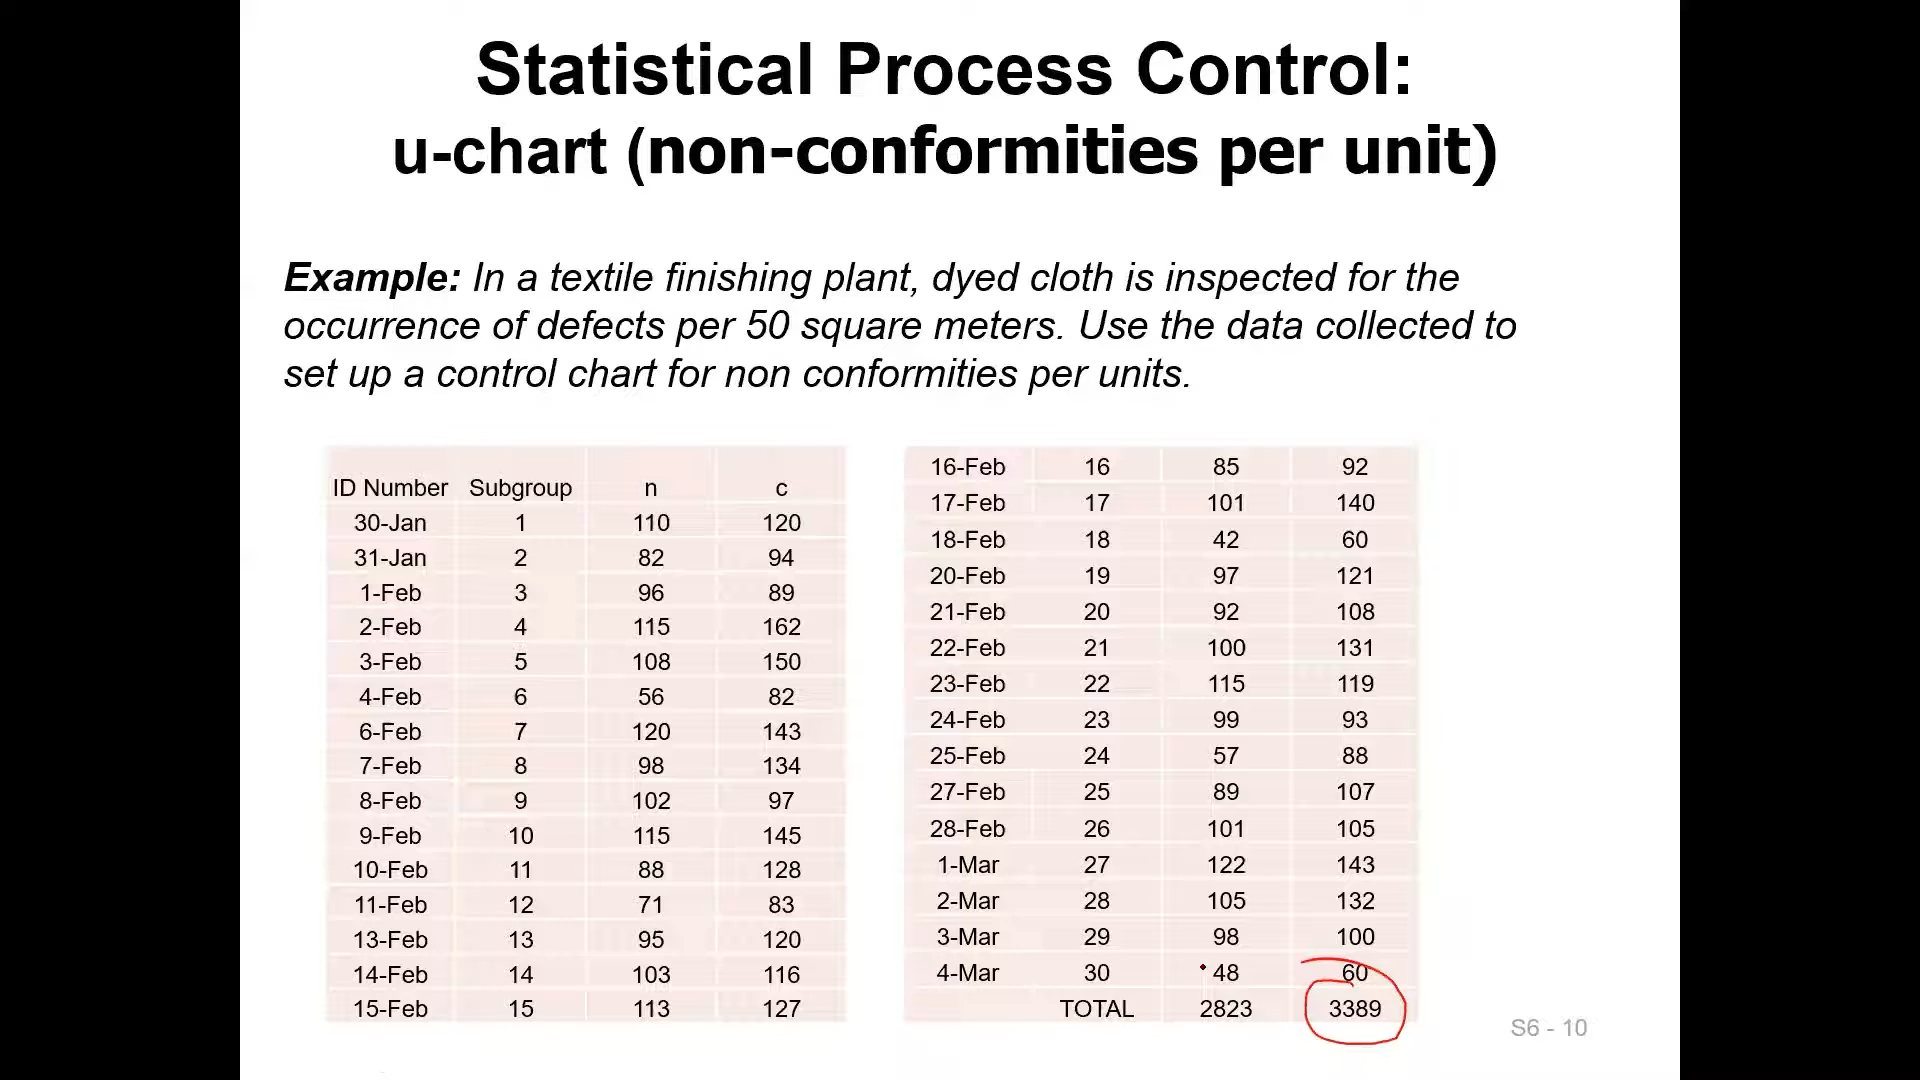 Statistical Process Control:
u-chart (non-conformities per unit)
Example: In a textile finishing plant, dyed cloth is inspected for the
occurrence of defects per 50 square meters. Use the data collected to
set up a control chart for non conformities per units.
ID Number Subgroup n c
30-Jan 1 110 120
31-Jan 2 82 94
1-Feb 3 96 89
2-Feb 4 115 162
3-Feb 5 108 150
4-Feb 6 56 82
6-Feb 7 120 143
7-Feb 8 98 134
8-Feb 9 102 97
9-Feb 10 115 145
10-Feb 11 88 128
11-Feb 12 71 83
13-Feb 13 95 120
14-Feb 14 103 116
15-Feb 15 113 127
16-Feb 16 85 92
17-Feb 17 101 140
18-Feb 18 42 60
20-Feb 19 97 121
21-Feb 20 92 108
22-Feb 21 100 131
23-Feb 22 115 119
24-Feb 23 99 93
25-Feb 24 57 88
27-Feb 25 89 107
28-Feb 26 101 105
1-Mar 27 122 143
2-Mar 28 105 132
3-Mar 29 98 100
4-Mar 30 48 60
TOTAL 2823 3389
S6 - 10